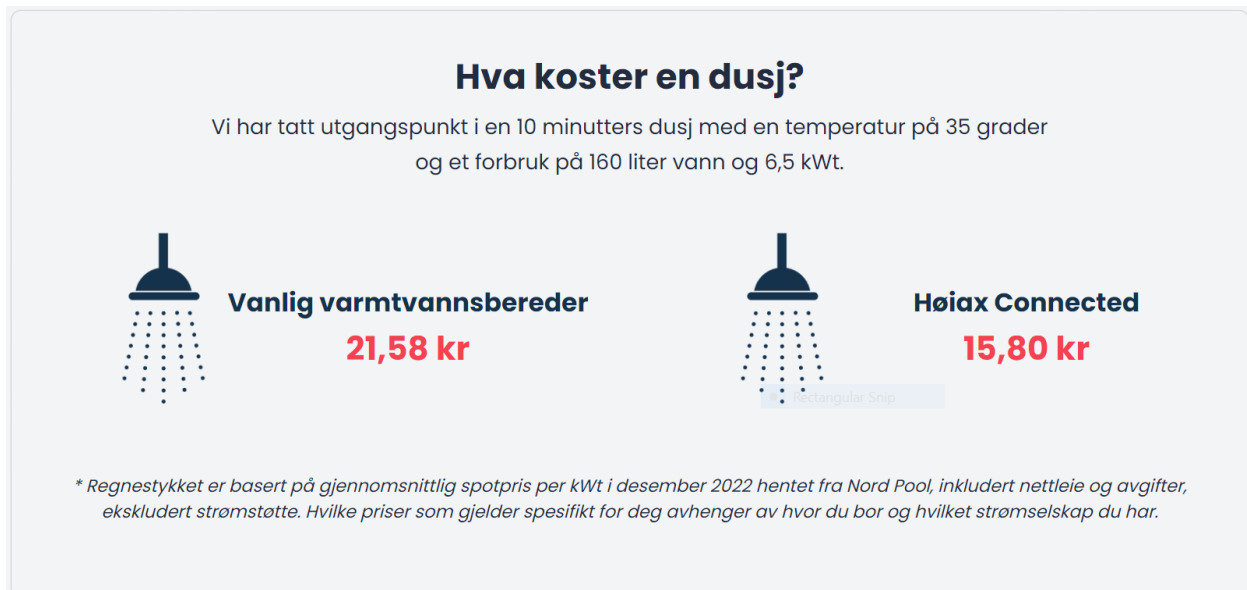 Hva koster en dusj?
Vi har tatt utgangspunkt i en 10 minutters dusj med en temperatur på 35 grader
og et forbruk på 160 liter vann og 6,5 kWt.
Vanlig varmtvannsbereder
21,58 kr
Høiax Connected
15,80 kr
Rectangular Snip
* Regnestykket er basert på gjennomsnittlig spotpris per kWt i desember 2022 hentet fra Nord Pool, inkludert nettleie og avgifter,
ekskludert strømstøtte. Hvilke priser som gjelder spesifikt for deg avhenger av hvor du bor og hvilket strømselskap du har.